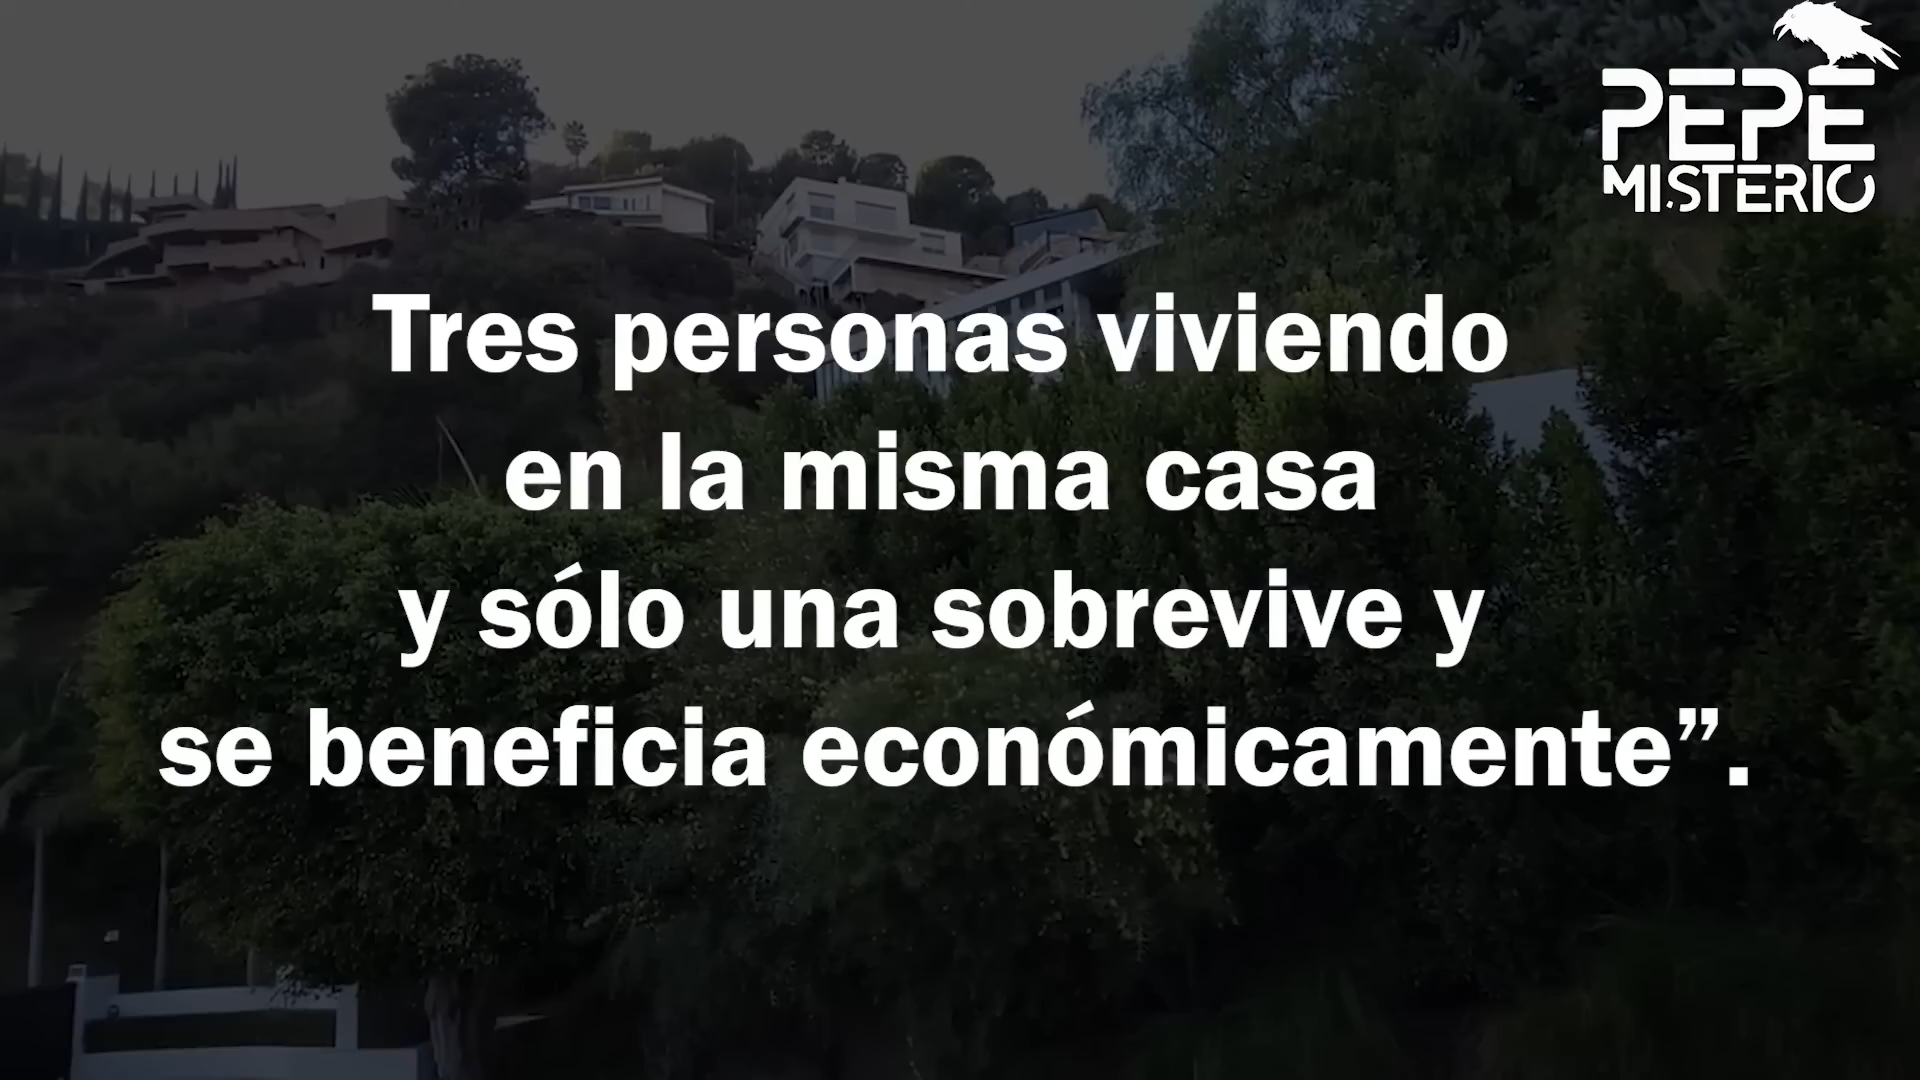 PEPE
MISTERIO
Tres personas viviendo
en la misma casa
y sólo una sobrevive y
se beneficia económicamente”.